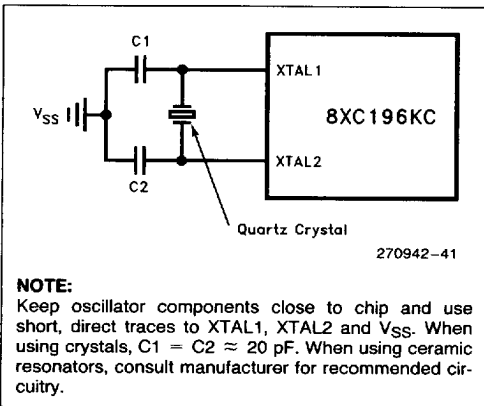 C1
XTAL1
8XC196KC
VSS
XTAL2
C2
Quartz Crystal
270942-41
NOTE:
Keep oscillator components close to chip and use
short, direct traces to XTAL1, XTAL2 and VSS. When
using crystals, C1 = C2 ≈ 20 pF. When using ceramic
resonators, consult manufacturer for recommended cir-
cuitry.